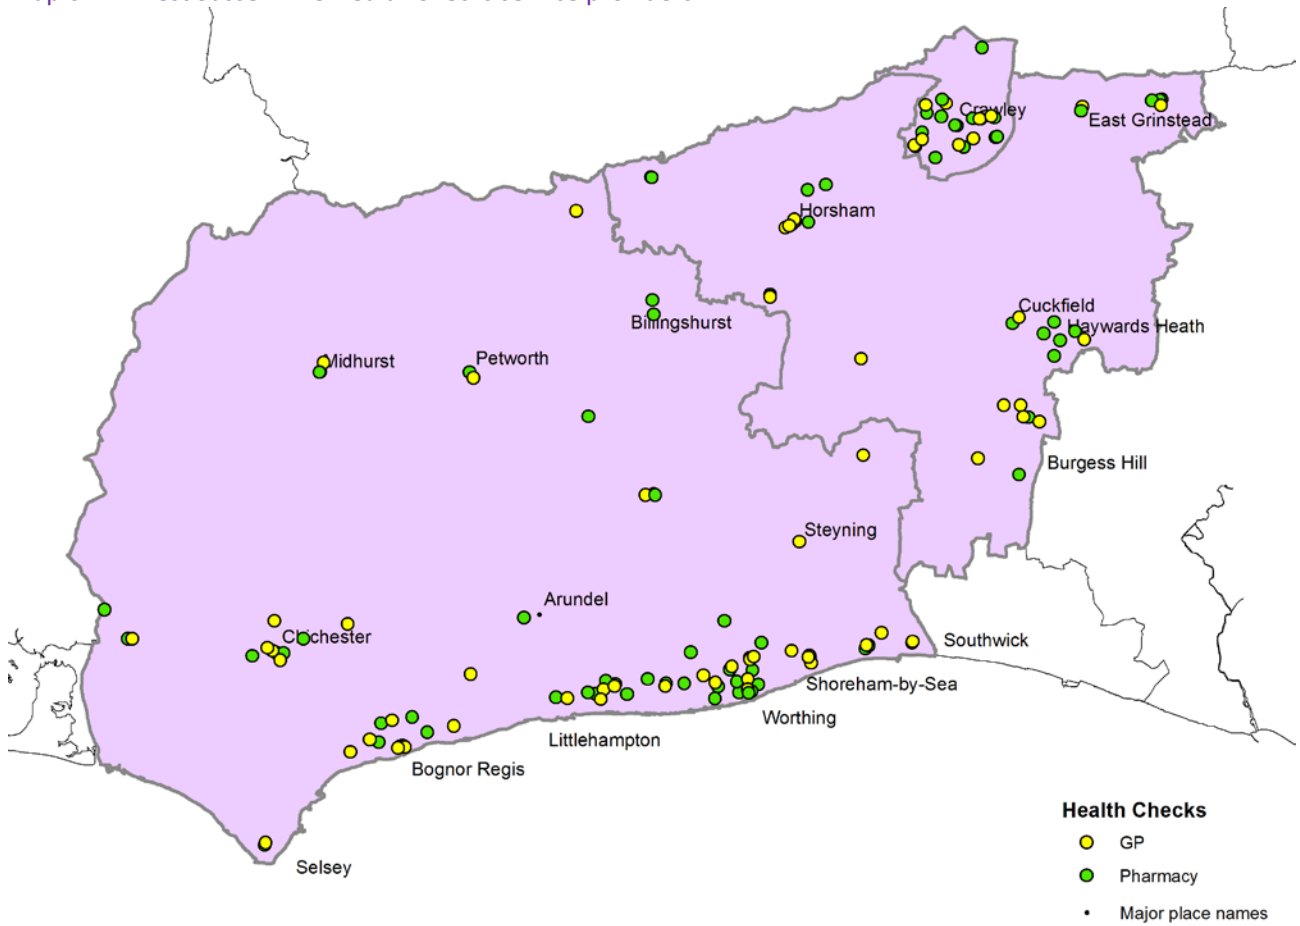 Crawley
East Grinstead
Horsham
Cuckfield
Billingshurst
Haywards Heath
Midhurst
Petworth
Burgess Hill
Steyning
Arundel
Chichester
Southwick
Shoreham-by-Sea
Worthing
Littlehampton
Bognor Regis
Health Checks
GP
Selsey
Pharmacy
Major place names